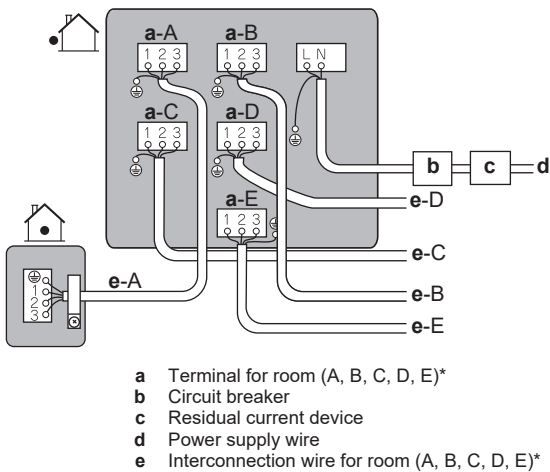 a-A a-B
1 2 3 1 2 3 L N
a-C a-D
1 2 3 1 2 3
b c d
a-E
e-D
1 2 3
e-C
e-A
1
2
3
e-B
e-E
a Terminal for room (A, B, C, D, E)*
b Circuit breaker
c Residual current device
d Power supply wire
e Interconnection wire for room (A, B, C, D, E)*